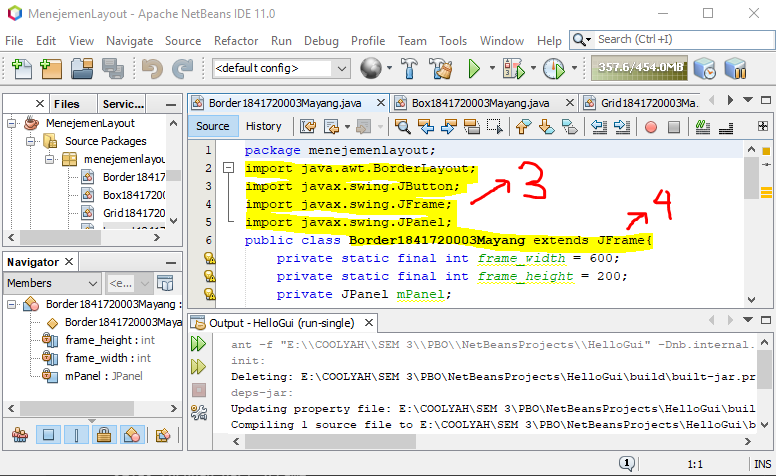 MenejemenLayout - Apache NetBeans IDE 11.0
File Edit View Navigate Source Refactor Run Debug Profile Team Tools Window Help
Search (Ctrl +I)
<default config>
357.6/454.0MB
Files
Servic...
MenejemenLayout
Source Packages
menejemenlayou
Border18417200
Box184172000
Grid18417200
Border1841720003Mayang.java
Box1841720003Mayang.java
Grid1841720003Ma...
Source
History
1 package menejemenlayout;
2 import java.awt.BorderLayout;
3 import javax.swing.JButton;
4 import javax.swing.JFrame;
5 import javax.swing.JPanel;
6 public class Border1841720003Mayang extends JFrame{
private static final int frame_width = 600;
private static final int frame_height = 200;
private JPanel mPanel;
3
4
Navigator
Members
<e...
Border1841720003Mayang :
Border1841720003Maya
frame_height : int
frame_width : int
mPanel : JPanel
Output - HelloGui (run-single)
ant -f "E:\\COOLYAH\\SEM 3\\PBO\\NetBeansProjects\\HelloGui" -Dnb.internal.
init:
Deleting: E:\COOLYAH\SEM 3\PBO\NetBeansProjects\HelloGui\build\built-jar.pr
deps-jar:
Updating property file: E:\COOLYAH\SEM 3\PBO\NetBeansProjects\HelloGui\buil
Compiling 1 source file to E:\COOLYAH\SEM 3\PBO\NetBeansProjects\HelloGui\b
1
1:1
INS